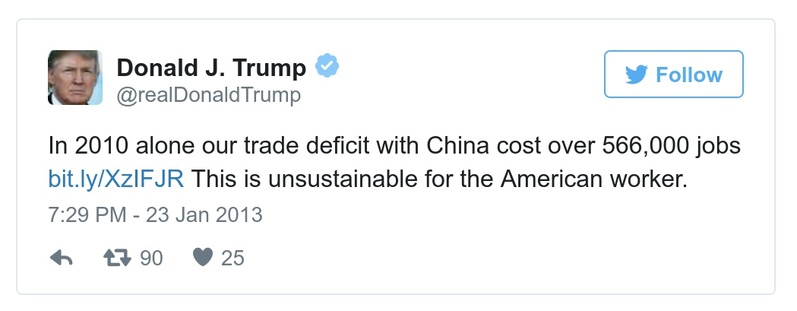 Donald J. Trump
@realDonaldTrump
Follow
In 2010 alone our trade deficit with China cost over 566,000 jobs
bit.ly/XzIFJR This is unsustainable for the American worker.
7:29 PM - 23 Jan 2013
90 25